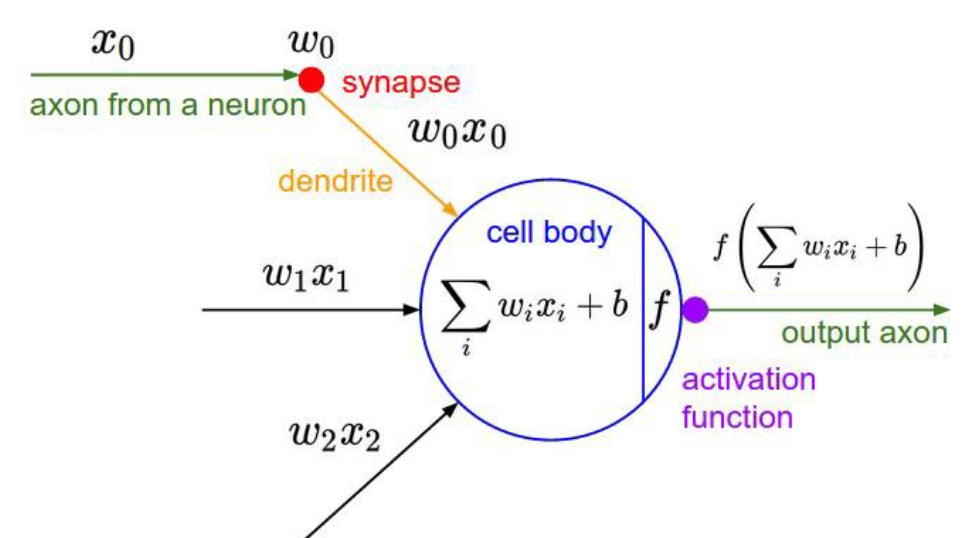 x₀
w₀
synapse
axon from a neuron
w₀x₀
dendrite
cell body
f(∑ᵢ wᵢxᵢ + b)
w₁x₁
∑ᵢ wᵢxᵢ + b
f
output axon
activation
function
w₂x₂